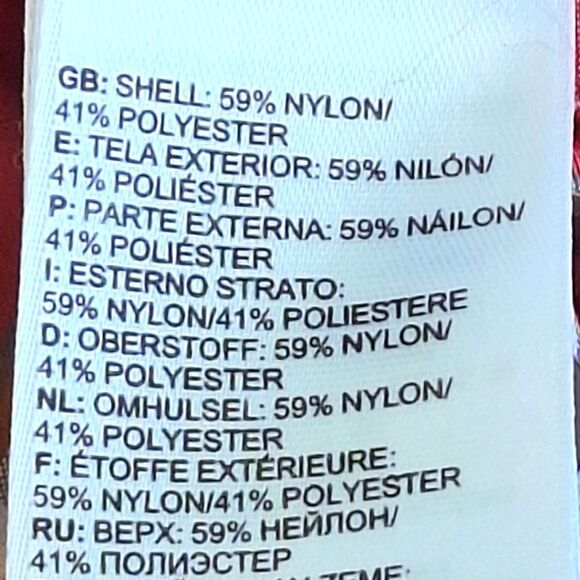 GB: SHELL: 59% NYLON/
41% POLYESTER
E: TELA EXTERIOR: 59% NILÓN/
41% POLIÉSTER
P: PARTE EXTERNA: 59% NÁILON/
41% POLIÉSTER
I: ESTERNO STRATO:
59% NYLON/41% POLIESTERE
D: OBERSTOFF: 59% NYLON/
41% POLYESTER
NL: OMHULSEL: 59% NYLON/
41% POLYESTER
F: ÉTOFFE EXTÉRIEURE:
59% NYLON/41% POLYESTER
RU: ВЕРХ: 59% НЕЙЛОН/
41% ПОЛИЭСТЕР